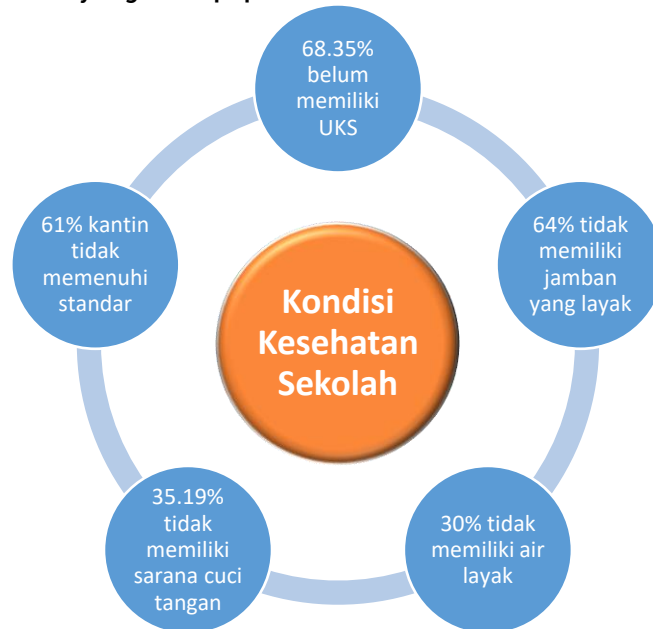 68.35%
belum
memiliki
UKS
64% tidak
memiliki
jamban
yang layak
30% tidak
memiliki air
layak
35.19%
tidak
memiliki
sarana cuci
tangan
61% kantin
tidak
memenuhi
standar
Kondisi
Kesehatan
Sekolah